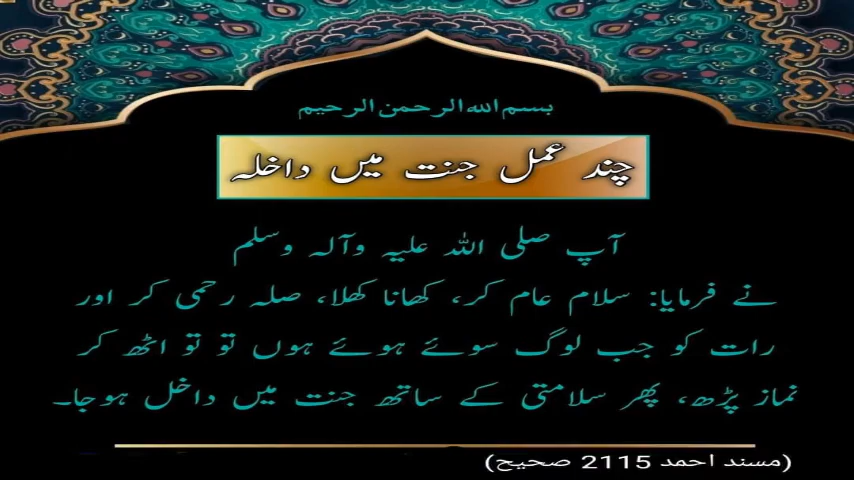 بسم الله الرحمن الرحيم
چند عمل جنت میں داخلہ
آپ صلی اللہ علیہ وآلہ وسلم
نے فرمایا: سلام عام کر، کھانا کھلا، صلہ رحمی کر اور
رات کو جب لوگ سوئے ہوئے ہوں تو تو اٹھ کر
نماز پڑھ، پھر سلامتی کے ساتھ جنت میں داخل ہوجا۔
(مسند احمد 2115 صحیح)